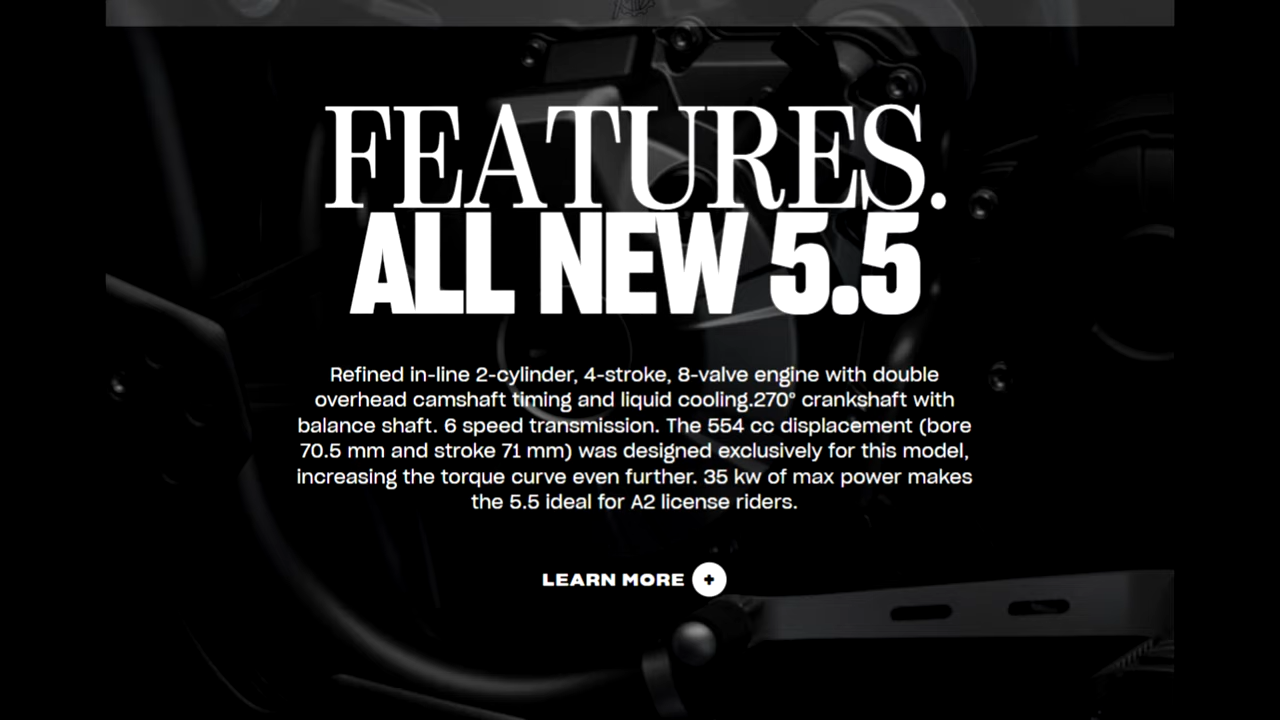 FEATURES.
ALL NEW 5.5
Refined in-line 2-cylinder, 4-stroke, 8-valve engine with double
overhead camshaft timing and liquid cooling.270° crankshaft with
balance shaft. 6 speed transmission. The 554 cc displacement (bore
70.5 mm and stroke 71 mm) was designed exclusively for this model,
increasing the torque curve even further. 35 kw of max power makes
the 5.5 ideal for A2 license riders.
LEARN MORE +